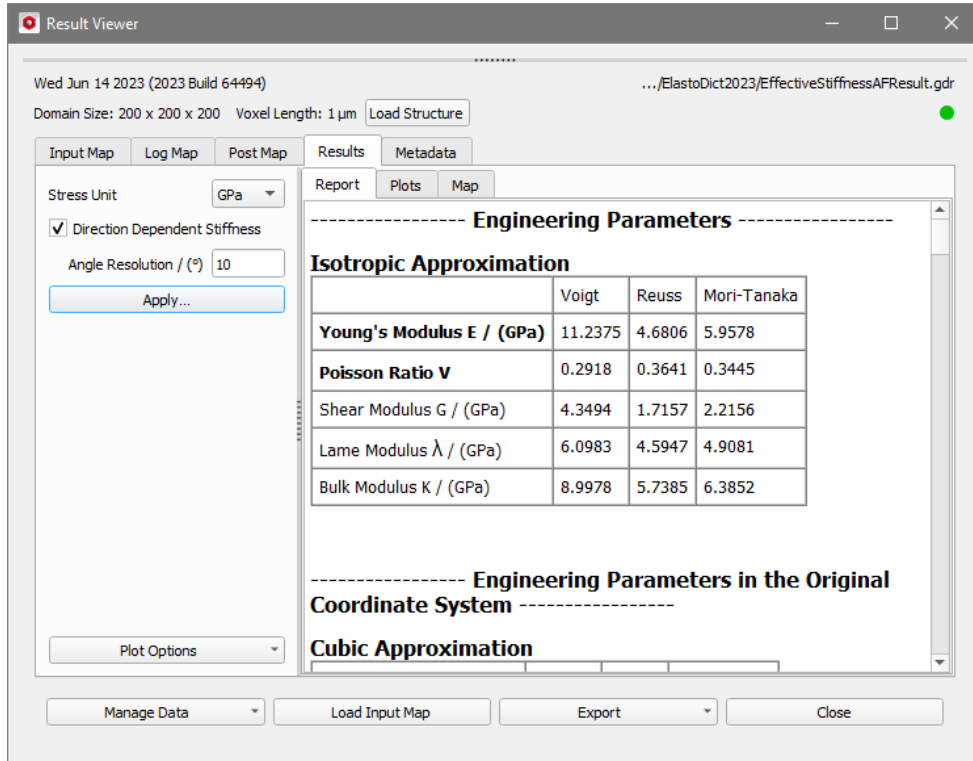 Result Viewer
Wed Jun 14 2023 (2023 Build 64494) .../ElastoDict2023/EffectiveStiffnessAFResult.gdr
Domain Size: 200 x 200 x 200 Voxel Length: 1 µm Load Structure
Input Map Log Map Post Map Results Metadata
Stress Unit GPa
Direction Dependent Stiffness
Angle Resolution / (º) 10
Apply...
Plot Options
Report Plots Map
----------------- Engineering Parameters -----------------
Isotropic Approximation
Voigt Reuss Mori-Tanaka
Young's Modulus E / (GPa) 11.2375 4.6806 5.9578
Poisson Ratio V 0.2918 0.3641 0.3445
Shear Modulus G / (GPa) 4.3494 1.7157 2.2156
Lame Modulus λ / (GPa) 6.0983 4.5947 4.9081
Bulk Modulus K / (GPa) 8.9978 5.7385 6.3852
----------------- Engineering Parameters in the Original
Coordinate System -----------------
Cubic Approximation
Manage Data Load Input Map Export Close